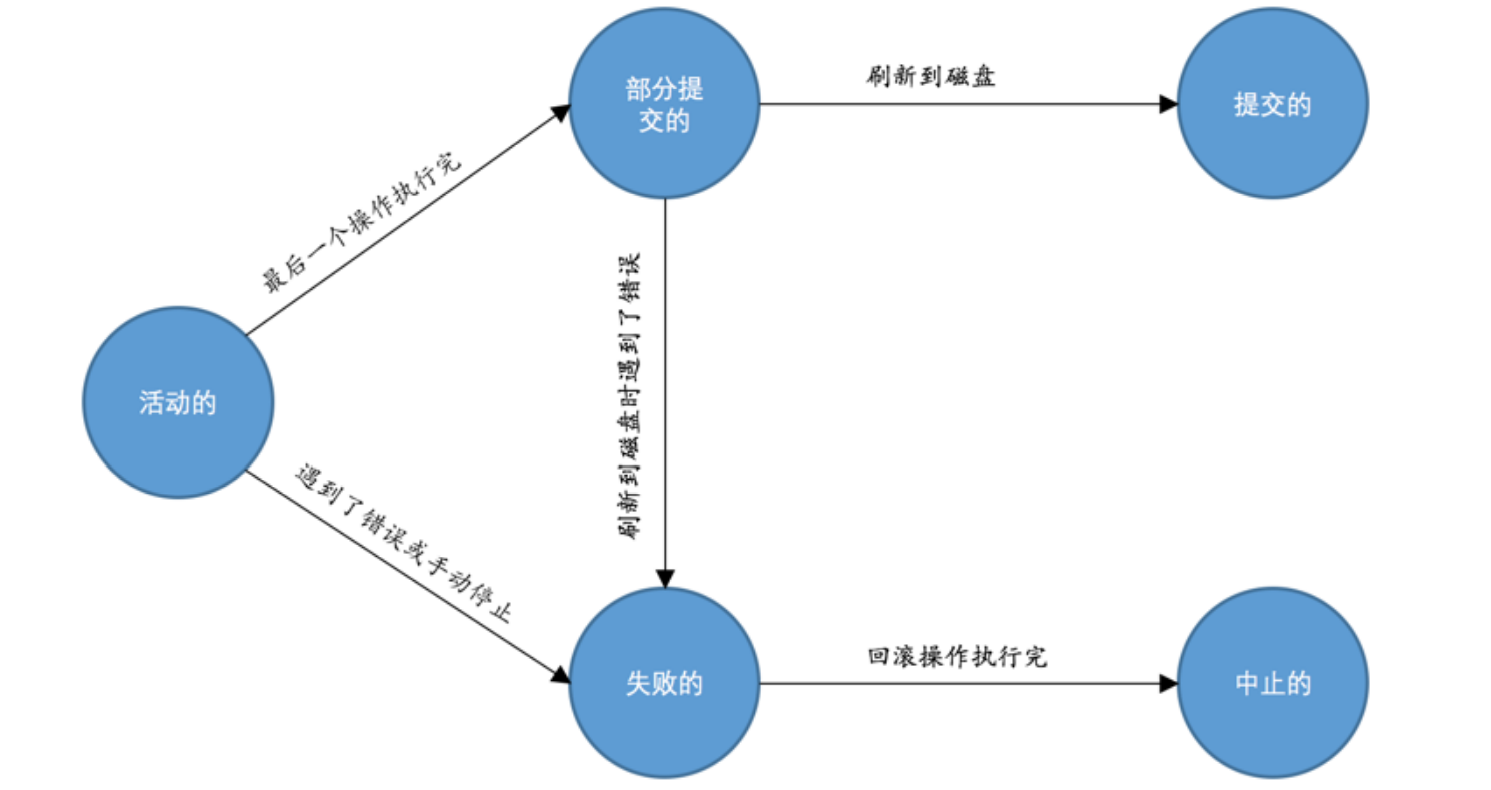 部分提
交的
刷新到磁盘
提交的
最后一个操作执行完
刷新到磁盘时遇到了错误
活动的
遇到了错误或手动停止
失败的
回滚操作执行完
中止的